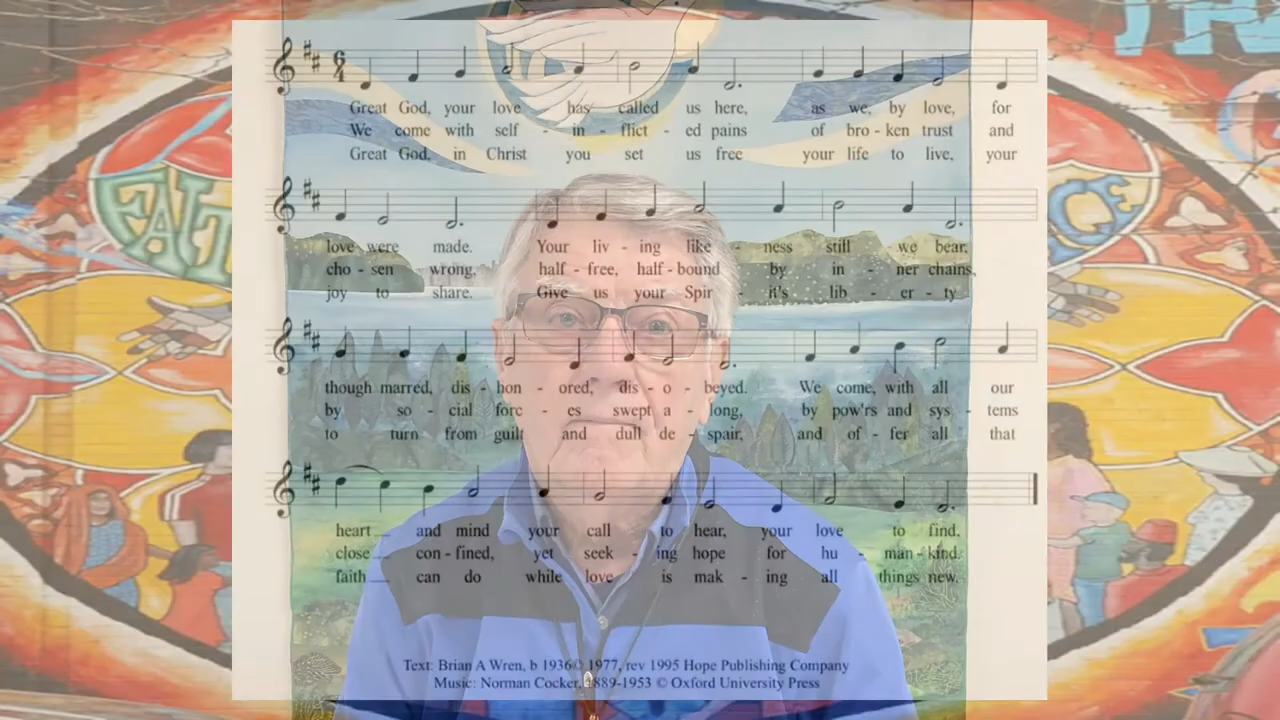 Great God, your love has called us here, as we, by love, for
We come with self - in - flict - ed pains of bro - ken trust and
Great God, in Christ you set us free your life to live, your
FAIT
love were made. Your liv - ing like - ness still we bear,
cho - sen wrong, half - free, half - bound by in - ner chains,
joy to share. Give us your Spir - it's lib - er - ty
though marred, dis - hon - ored, dis - o - beyed. We come, with all our
by so - cial forc - es swept a - long, by pow'rs and sys - tems
to turn from guilt and dull de - spair, and of - fer all that
heart and mind your call to hear, your love to find.
close con - fined, yet seek - ing hope for hu - man - kind.
faith can do while love is mak - ing all things new.
Text: Brian A Wren, b 1936© 1977, rev 1995 Hope Publishing Company
Music: Norman Cocker, 1889-1953 © Oxford University Press